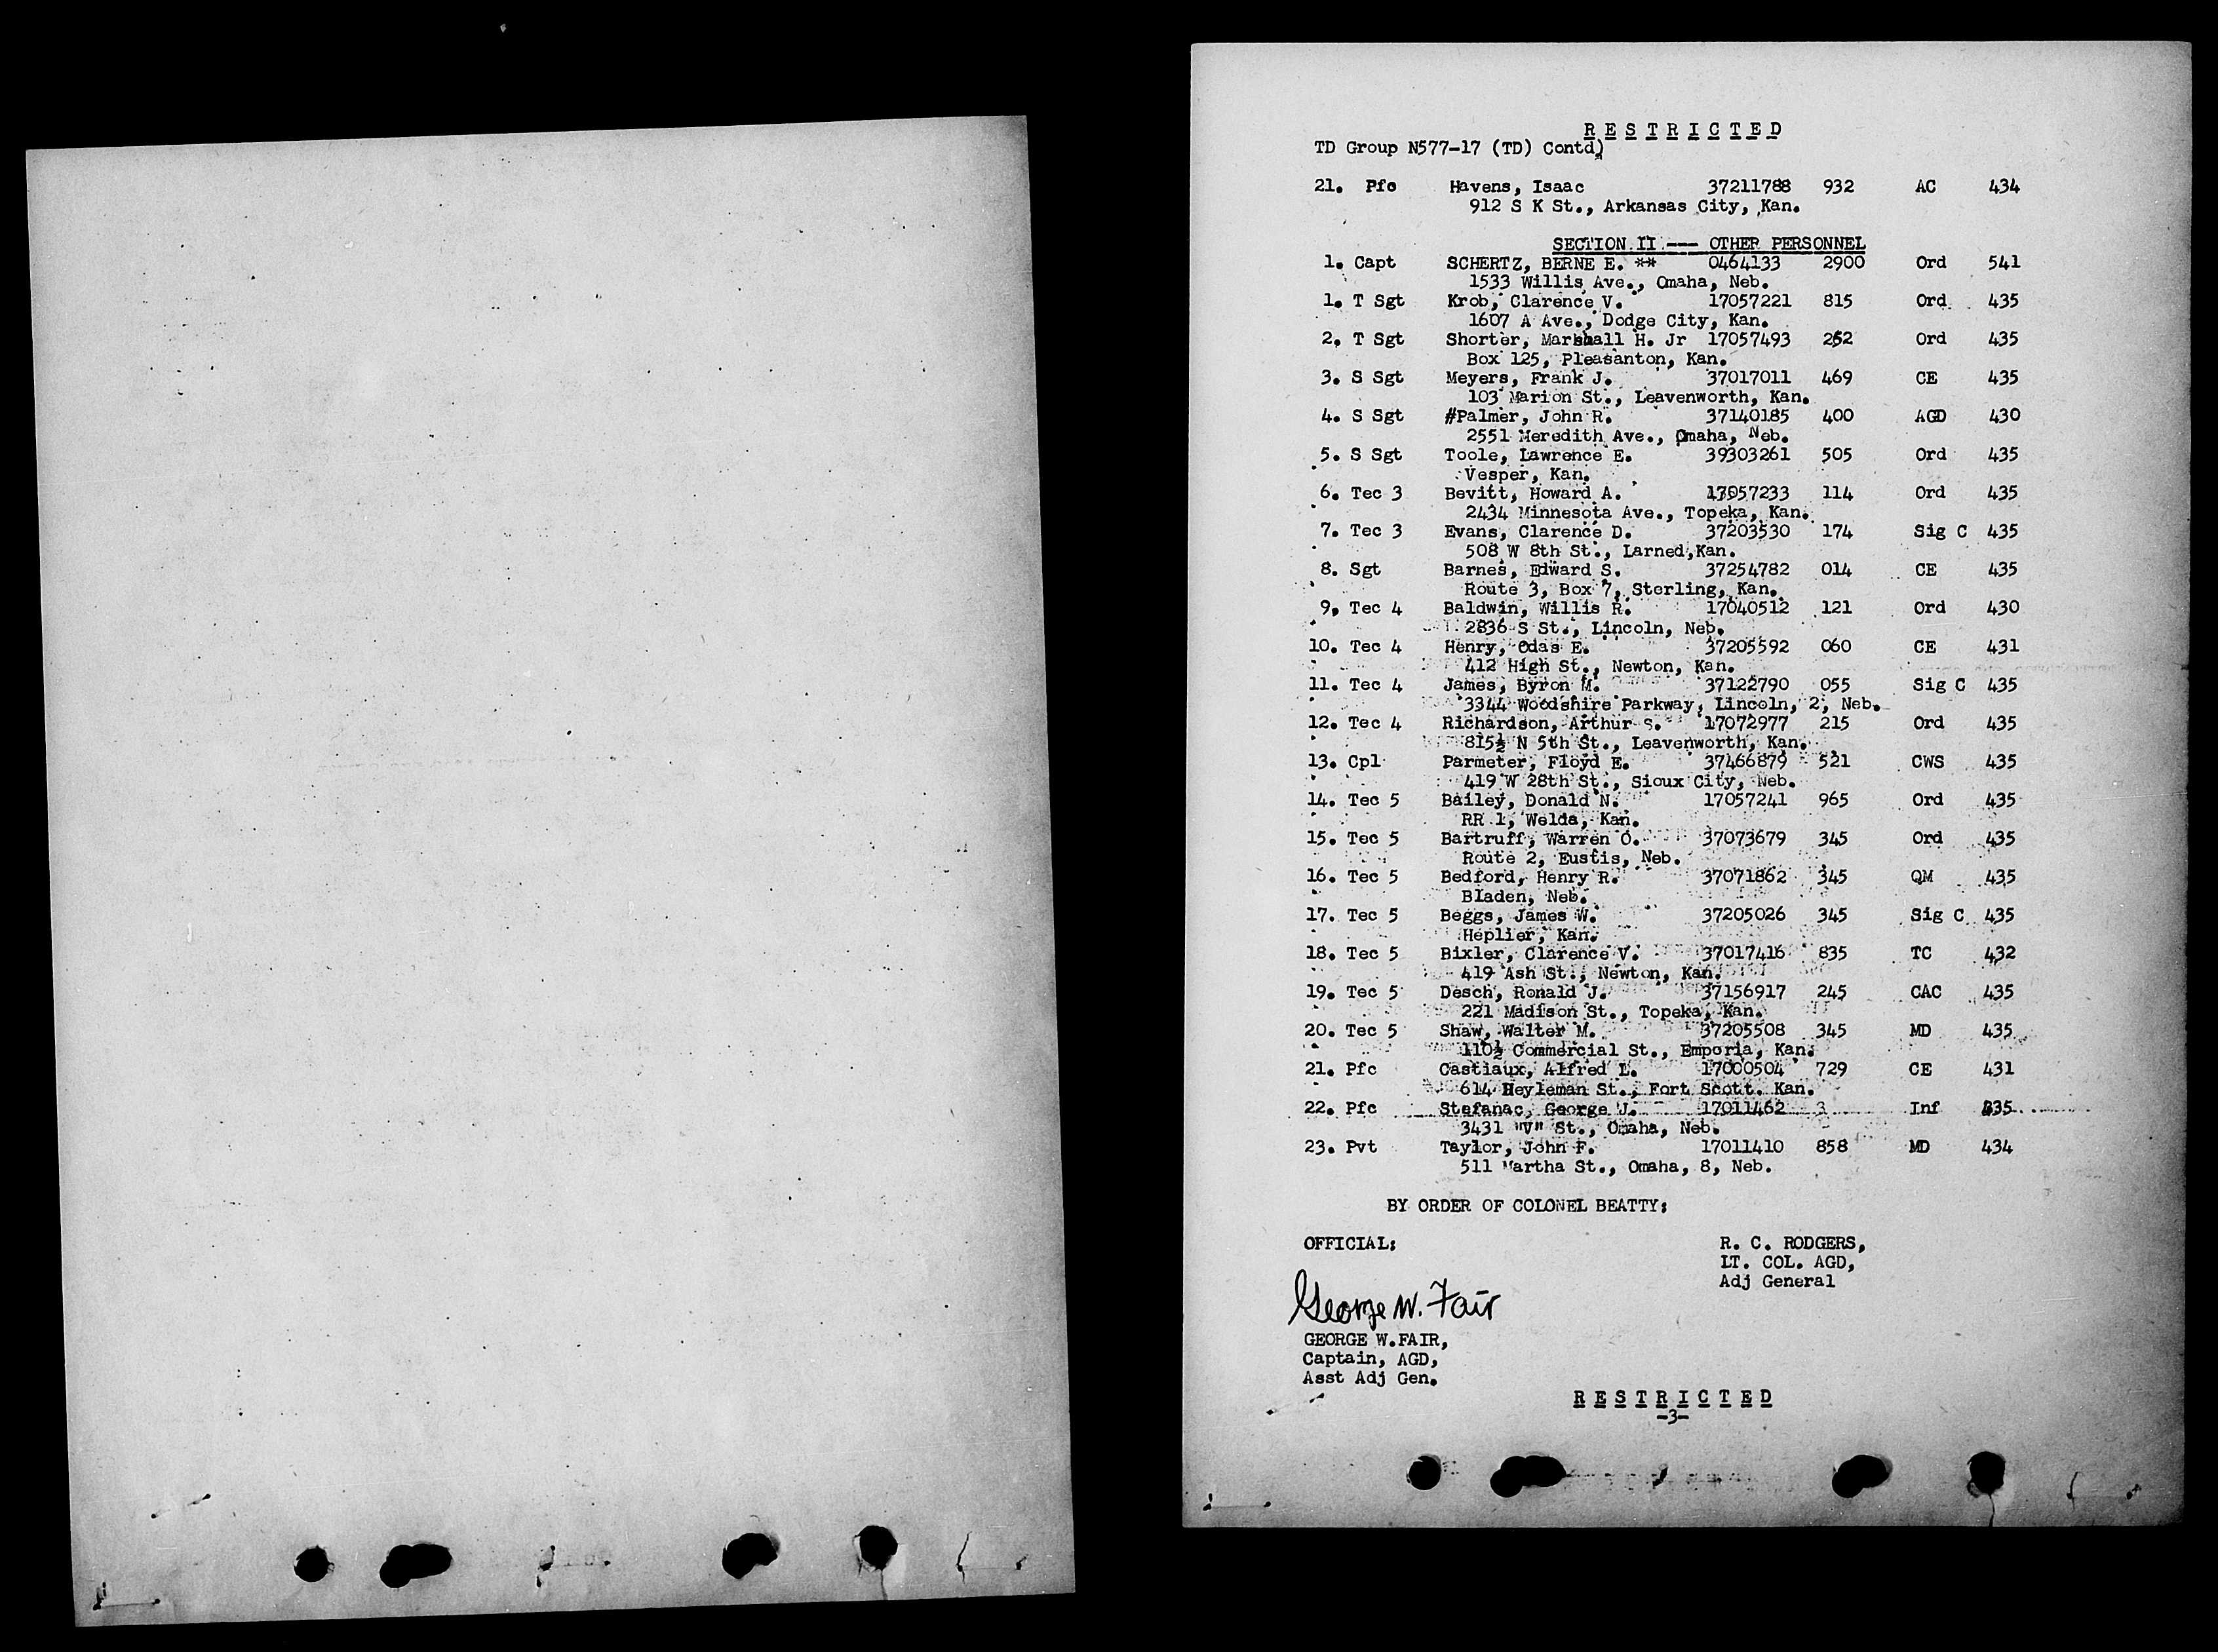 RESTRICTED
TD Group N577-17 (TD) Contd)
21. Pfc Havens, Isaac 37211788 932 AC 434
912 S K St., Arkansas City, Kan.
SECTION II --- OTHER PERSONNEL
1. Capt SCHERTZ, BERNE E. ** 0464133 2900 Ord 541
1533 Willis Ave., Omaha, Neb.
1. T Sgt Krob, Clarence V. 17057221 815 Ord 435
1607 A Ave., Dodge City, Kan.
2. T Sgt Shorter, Marshall H. Jr 17057493 252 Ord 435
Box 125, Pleasanton, Kan.
3. S Sgt Meyers, Frank J. 37017011 469 CE 435
103 Marion St., Leavenworth, Kan.
4. S Sgt #Palmer, John R. 37140185 400 AGD 430
2551 Meredith Ave., Omaha, Neb.
5. S Sgt Toole, Lawrence E. 39303261 505 Ord 435
Vesper, Kan.
6. Tec 3 Bevitt, Howard A. 17057233 114 Ord 435
2434 Minnesota Ave., Topeka, Kan.
7. Tec 3 Evans, Clarence D. 37203530 174 Sig C 435
508 W 8th St., Larned, Kan.
8. Sgt Barnes, Edward S. 37254782 014 CE 435
Route 3, Box 7, Sterling, Kan.
9. Tec 4 Baldwin, Willis R. 17040512 121 Ord 430
2836 S St., Lincoln, Neb.
10. Tec 4 Henry, Odas E. 37205592 060 CE 431
412 High St., Newton, Kan.
11. Tec 4 James, Byron M. 37122790 055 Sig C 435
3344 Woodshire Parkway, Lincoln, 2, Neb.
12. Tec 4 Richardson, Arthur S. 17072977 215 Ord 435
815½ N 5th St., Leavenworth, Kan.
13. Cpl Parmeter, Floyd E. 37466879 521 CWS 435
419 W 28th St., Sioux City, Neb.
14. Tec 5 Bailey, Donald N. 17057241 965 Ord 435
RR 1, Welda, Kan.
15. Tec 5 Bartruff, Warren O. 37073679 345 Ord 435
Route 2, Eustis, Neb.
16. Tec 5 Bedford, Henry R. 37071862 345 QM 435
Bladen, Neb.
17. Tec 5 Beggs, James W. 37205026 345 Sig C 435
Heplier, Kan.
18. Tec 5 Bixler, Clarence V. 37017416 835 TC 432
419 Ash St., Newton, Kan.
19. Tec 5 Desch, Ronald J. 37156917 245 CAC 435
221 Madison St., Topeka, Kan.
20. Tec 5 Shaw, Walter M. 37205508 345 MD 435
110½ Commercial St., Emporia, Kan.
21. Pfc Castiaux, Alfred L. 17000504 729 CE 431
614 Heyleman St., Fort Scott, Kan.
22. Pfc Stefanac, George J. 17011462 3 Inf
3431 "V" St., Omaha, Neb.
23. Pvt Taylor, John F. 17011410 858 MD 434
511 Martha St., Omaha, 8, Neb.
BY ORDER OF COLONEL BEATTY:
OFFICIAL:
R. C. RODGERS,
LT. COL. AGD,
Adj General
George W. Fair
GEORGE W.FAIR,
Captain, AGD,
Asst Adj Gen.
RESTRICTED
-3-